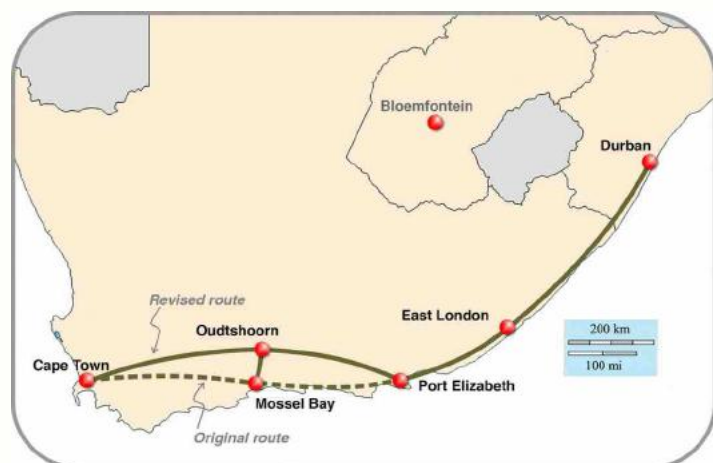 Bloemfontein
Durban
Revised route
East London
Oudtshoorn
200 km
100 mi
Cape Town
Port Elizabeth
Mossel Bay
Original route